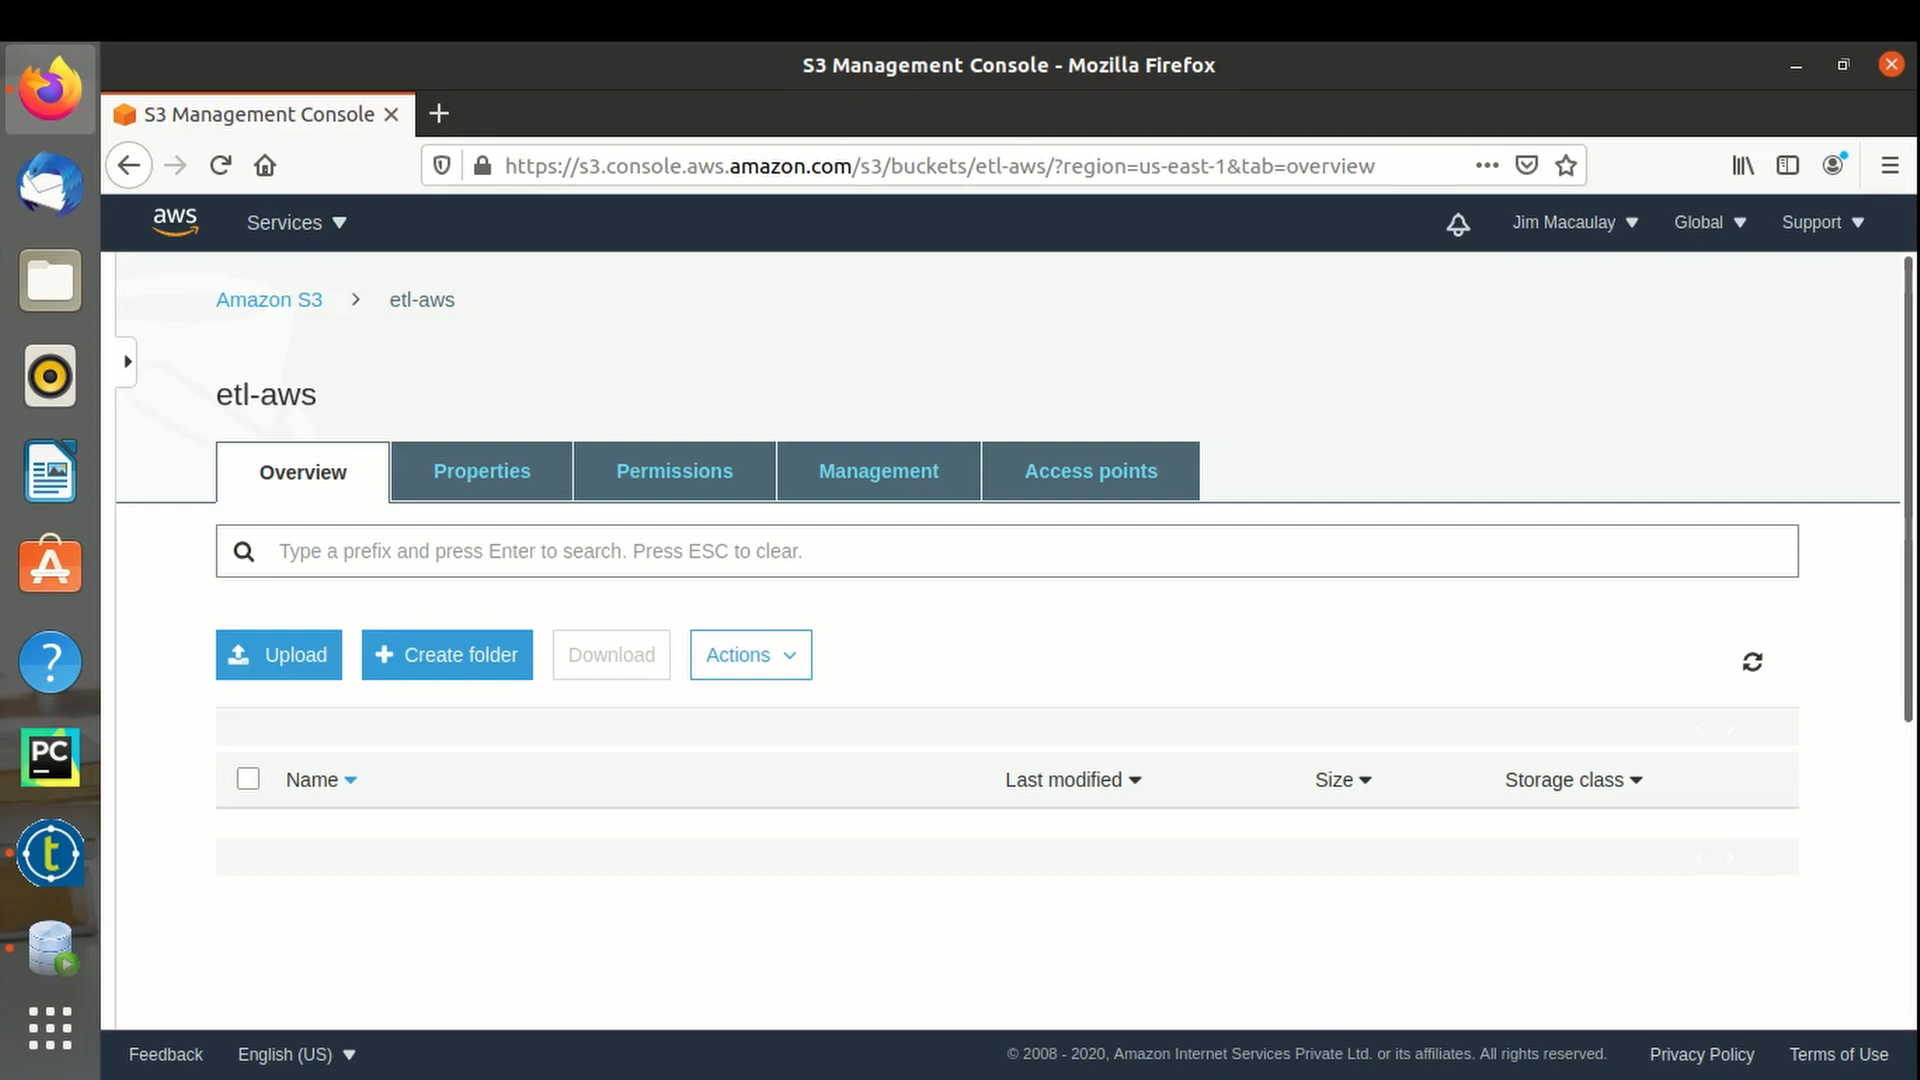 S3 Management Console - Mozilla Firefox
S3 Management Console
https://s3.console.aws.amazon.com/s3/buckets/etl-aws/?region=us-east-1&tab=overview
aws
Services
Jim Macaulay
Global
Support
Amazon S3
etl-aws
etl-aws
Overview
Properties
Permissions
Management
Access points
Type a prefix and press Enter to search. Press ESC to clear.
Upload
Create folder
Download
Actions
Name
Last modified
Size
Storage class
PC
t
Feedback
English (US)
© 2008 - 2020, Amazon Internet Services Private Ltd. or its affiliates. All rights reserved.
Privacy Policy
Terms of Use